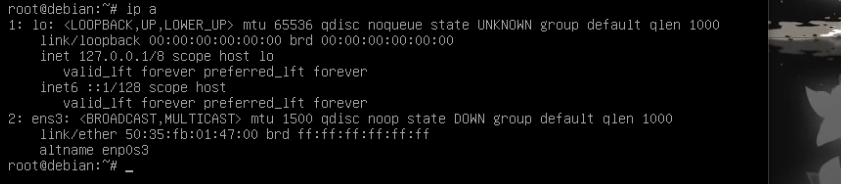 root@debian:~# ip a
1: lo: <LOOPBACK,UP,LOWER_UP> mtu 65536 qdisc noqueue state UNKNOWN group default qlen 1000
    link/loopback 00:00:00:00:00:00 brd 00:00:00:00:00:00
    inet 127.0.0.1/8 scope host lo
       valid_lft forever preferred_lft forever
    inet6 ::1/128 scope host
       valid_lft forever preferred_lft forever
2: ens3: <BROADCAST,MULTICAST> mtu 1500 qdisc noop state DOWN group default qlen 1000
    link/ether 50:35:fb:01:47:00 brd ff:ff:ff:ff:ff:ff
    altname enp0s3
root@debian:~# _